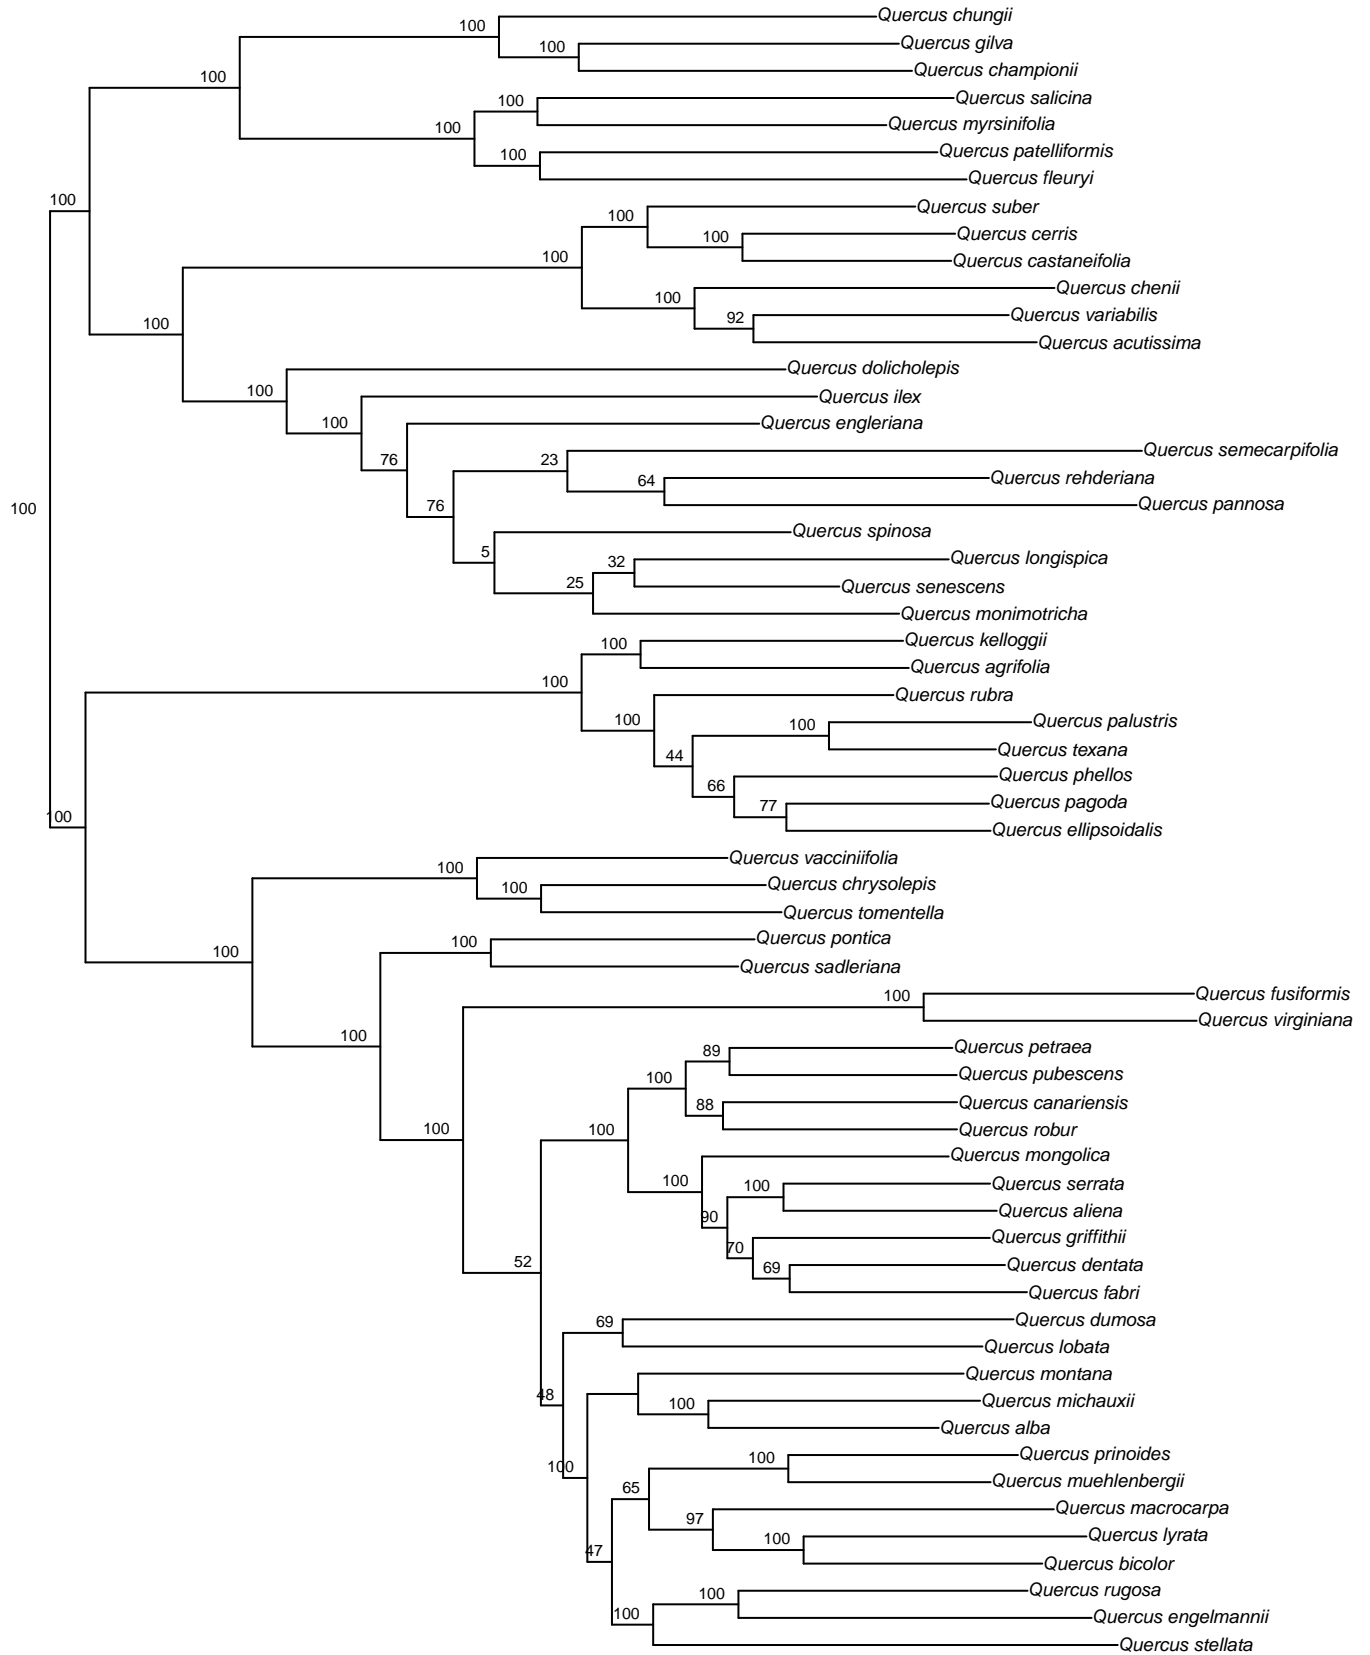 Quercus chungii
100
Quercus gilva
100
Quercus championii
100
Quercus salicina
100
Quercus myrsinifolia
100
Quercus patelliformis
100
Quercus fleuryi
100
Quercus suber
100
Quercus cerris
100
Quercus castaneifolia
100
Quercus chenii
100
Quercus variabilis
92
Quercus acutissima
100
Quercus dolicholepis
100
Quercus ilex
100
Quercus engleriana
76
Quercus semecarpifolia
23
Quercus rehderiana
64
Quercus pannosa
76
100
Quercus spinosa
5
Quercus longispica
32
Quercus senescens
25
Quercus monimotricha
Quercus kelloggii
100
Quercus agrifolia
100
Quercus rubra
100
Quercus palustris
100
Quercus texana
44
Quercus phellos
66
Quercus pagoda
77
100
Quercus ellipsoidalis
Quercus vacciniifolia
100
Quercus chrysolepis
100
Quercus tomentella
Quercus pontica
100
100
Quercus sadleriana
Quercus fusiformis
100
Quercus virginiana
100
Quercus petraea
89
Quercus pubescens
100
Quercus canariensis
88
Quercus robur
100
100
Quercus mongolica
100
Quercus serrata
100
Quercus aliena
90
Quercus griffithii
70
Quercus dentata
52
69
Quercus fabri
Quercus dumosa
69
Quercus lobata
Quercus montana
48
Quercus michauxii
100
Quercus alba
Quercus prinoides
100
100
Quercus muehlenbergii
65
Quercus macrocarpa
97
Quercus lyrata
100
47
Quercus bicolor
Quercus rugosa
100
100
Quercus engelmannii
Quercus stellata